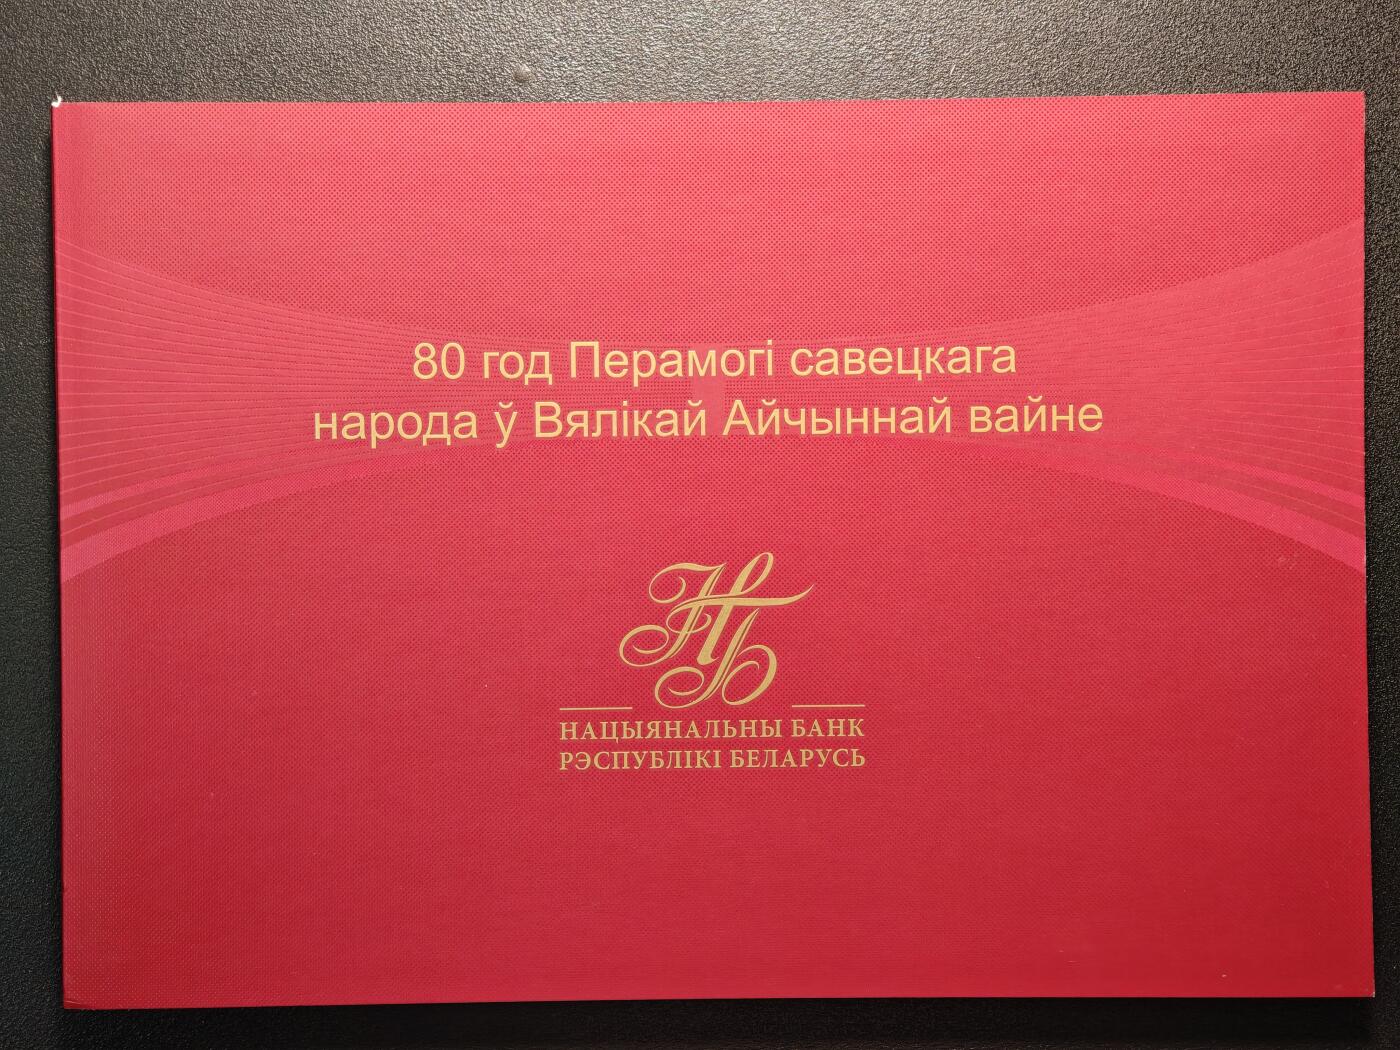 80 год Перамогі савецкага
народа ў Вялікай Айчыннай вайне
НБ
НАЦЫЯНАЛЬНЫ БАНК
РЭСПУБЛІКІ БЕЛАРУСЬ